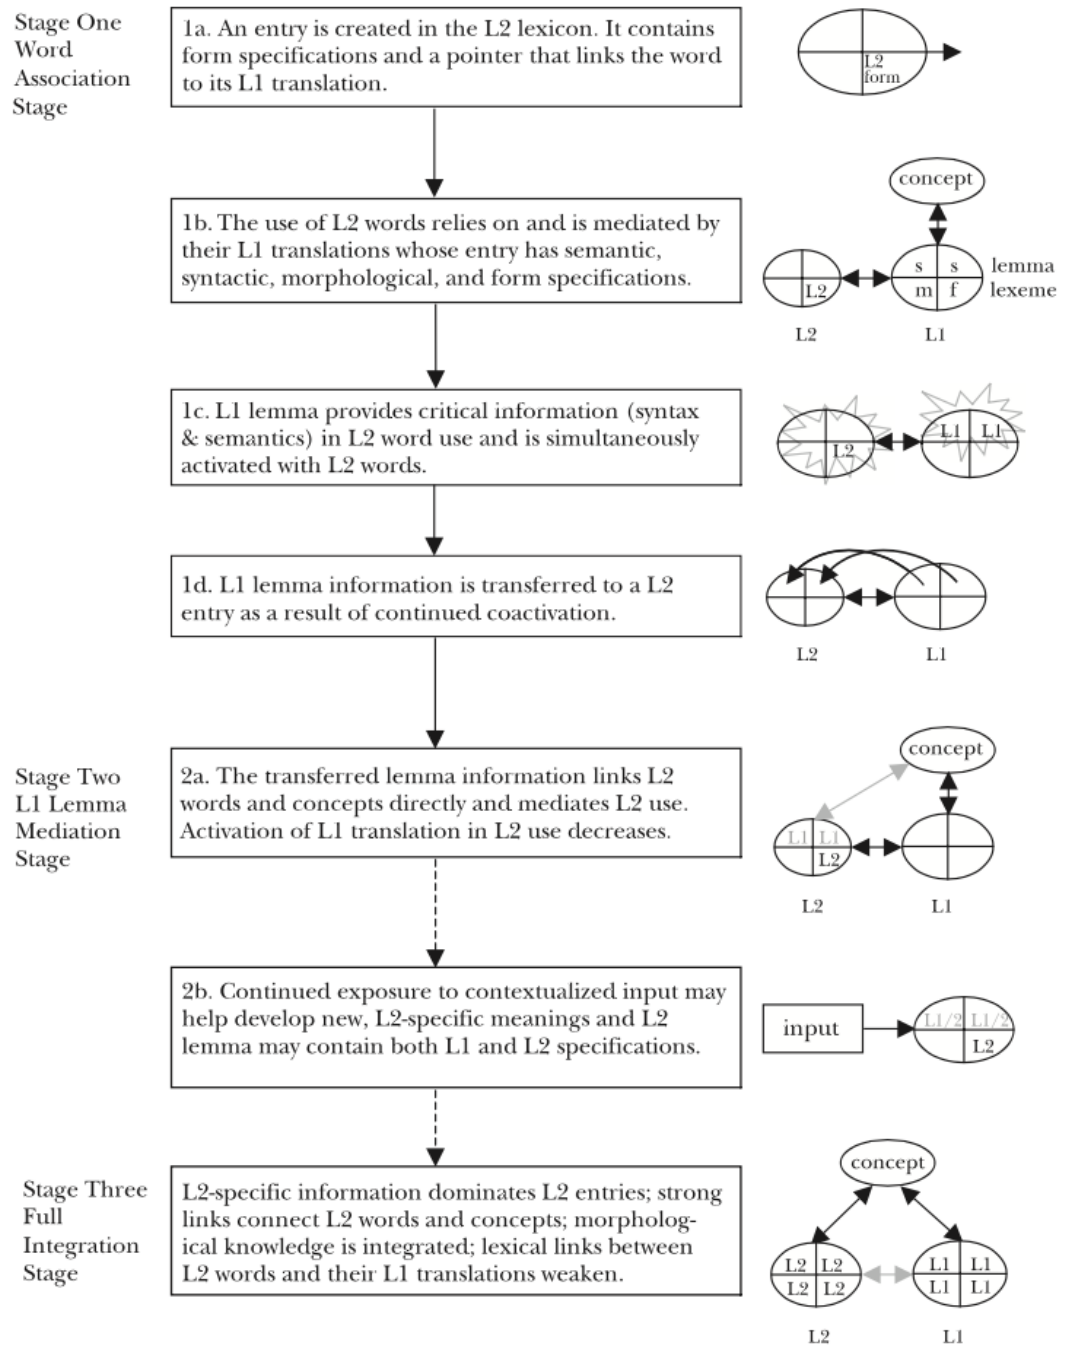 Stage One
Word
Association
Stage
1a. An entry is created in the L2 lexicon. It contains
form specifications and a pointer that links the word
to its L1 translation.
L2
form
1b. The use of L2 words relies on and is mediated by
their L1 translations whose entry has semantic,
syntactic, morphological, and form specifications.
concept
s s
m f
lemma
lexeme
L2
L2 L1
1c. L1 lemma provides critical information (syntax
& semantics) in L2 word use and is simultaneously
activated with L2 words.
L2
L1 L1
1d. L1 lemma information is transferred to a L2
entry as a result of continued coactivation.
L2 L1
Stage Two
L1 Lemma
Mediation
Stage
2a. The transferred lemma information links L2
words and concepts directly and mediates L2 use.
Activation of L1 translation in L2 use decreases.
concept
L1 L1
L2
L2 L1
2b. Continued exposure to contextualized input may
help develop new, L2-specific meanings and L2
lemma may contain both L1 and L2 specifications.
input
L1/2 L1/2
L2
Stage Three
Full
Integration
Stage
L2-specific information dominates L2 entries; strong
links connect L2 words and concepts; morpholog-
ical knowledge is integrated; lexical links between
L2 words and their L1 translations weaken.
concept
L2 L2 L1 L1
L2 L2 L1 L1
L2 L1